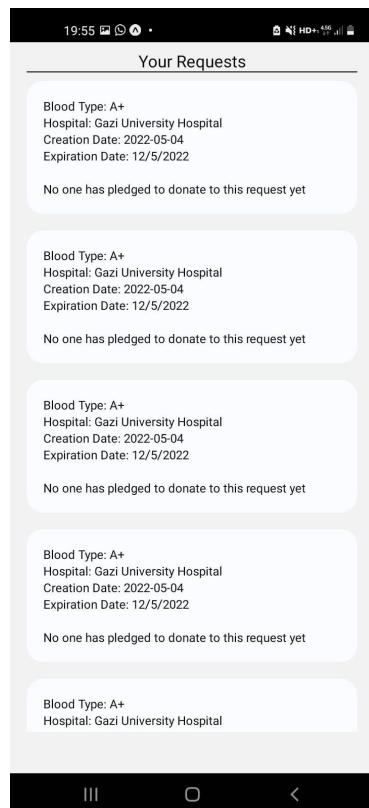 19:55
HD+
Your Requests
Blood Type: A+
Hospital: Gazi University Hospital
Creation Date: 2022-05-04
Expiration Date: 12/5/2022
No one has pledged to donate to this request yet
Blood Type: A+
Hospital: Gazi University Hospital
Creation Date: 2022-05-04
Expiration Date: 12/5/2022
No one has pledged to donate to this request yet
Blood Type: A+
Hospital: Gazi University Hospital
Creation Date: 2022-05-04
Expiration Date: 12/5/2022
No one has pledged to donate to this request yet
Blood Type: A+
Hospital: Gazi University Hospital
Creation Date: 2022-05-04
Expiration Date: 12/5/2022
No one has pledged to donate to this request yet
Blood Type: A+
Hospital: Gazi University Hospital